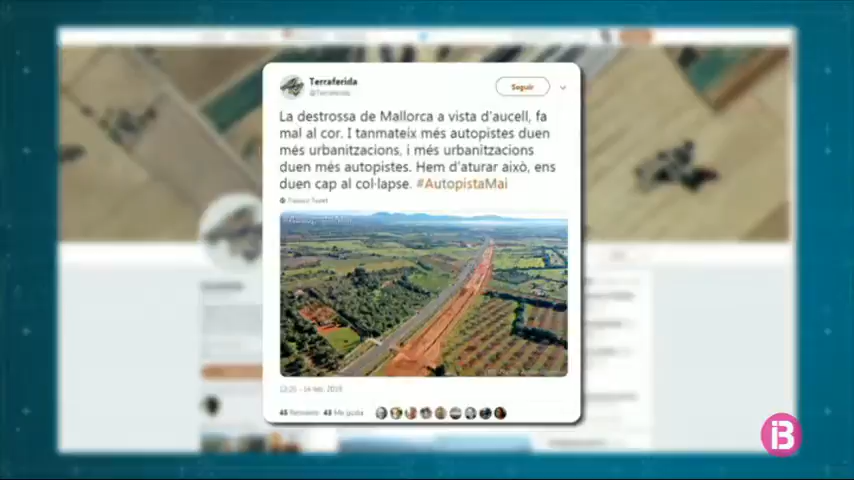 Terraferida
@Terraferida
Seguir
La destrossa de Mallorca a vista d'aucell, fa
mal al cor. I tanmateix més autopistes duen
més urbanitzacions, i més urbanitzacions
duen més autopistes. Hem d'aturar això, ens
duen cap al col·lapse. #AutopistaMai